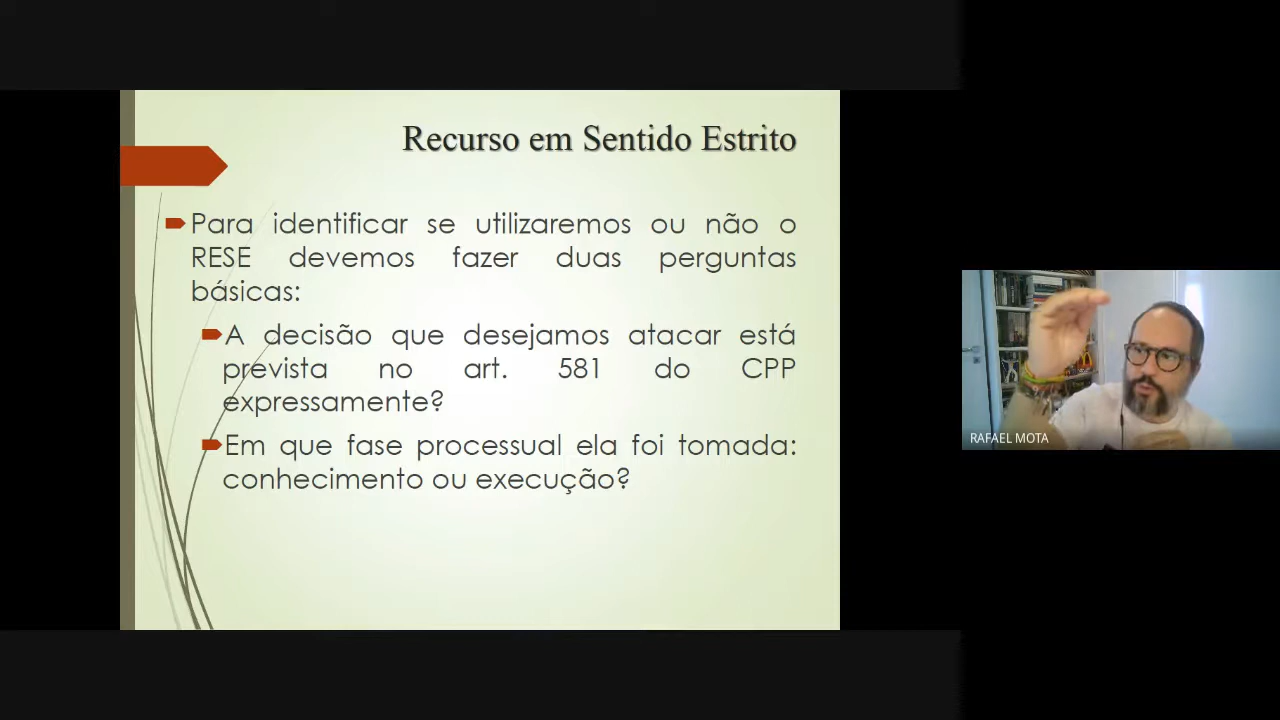 Recurso em Sentido Estrito
Para identificar se utilizaremos ou não o
RESE devemos fazer duas perguntas
básicas:
A decisão que desejamos atacar está
prevista no art. 581 do CPP
expressamente?
Em que fase processual ela foi tomada:
conhecimento ou execução?
RAFAEL MOTA